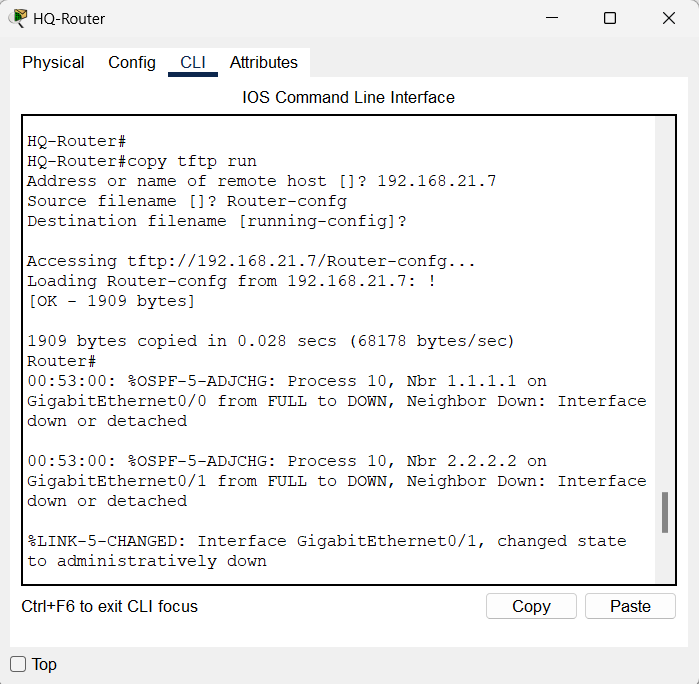 HQ-Router
Physical Config CLI Attributes
IOS Command Line Interface
HQ-Router#
HQ-Router#copy tftp run
Address or name of remote host []? 192.168.21.7
Source filename []? Router-confg
Destination filename [running-config]?
Accessing tftp://192.168.21.7/Router-confg...
Loading Router-confg from 192.168.21.7: !
[OK - 1909 bytes]
1909 bytes copied in 0.028 secs (68178 bytes/sec)
Router#
00:53:00: %OSPF-5-ADJCHG: Process 10, Nbr 1.1.1.1 on
GigabitEthernet0/0 from FULL to DOWN, Neighbor Down: Interface
down or detached
00:53:00: %OSPF-5-ADJCHG: Process 10, Nbr 2.2.2.2 on
GigabitEthernet0/1 from FULL to DOWN, Neighbor Down: Interface
down or detached
%LINK-5-CHANGED: Interface GigabitEthernet0/1, changed state
to administratively down
Ctrl+F6 to exit CLI focus
Copy Paste
Top